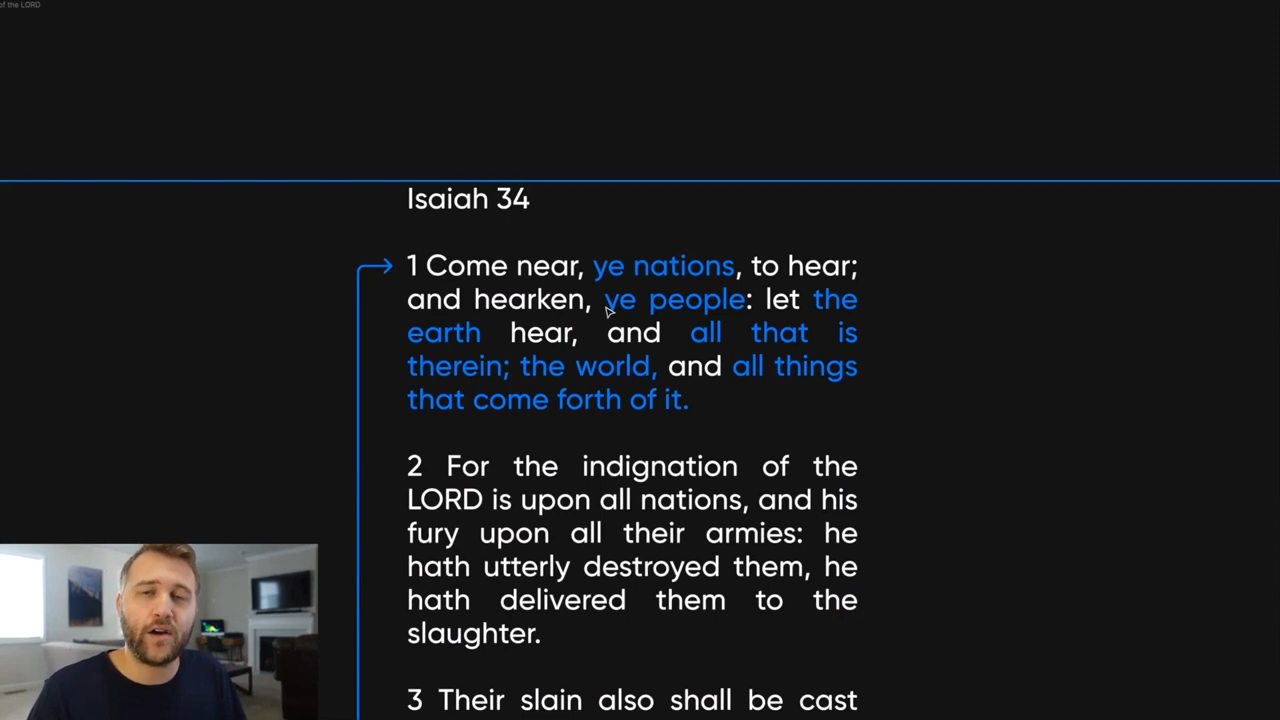 of the LORD
Isaiah 34
1 Come near, ye nations, to hear;
and hearken, ye people: let the
earth hear, and all that is
therein; the world, and all things
that come forth of it.
2 For the indignation of the
LORD is upon all nations, and his
fury upon all their armies: he
hath utterly destroyed them, he
hath delivered them to the
slaughter.
3 Their slain also shall be cast